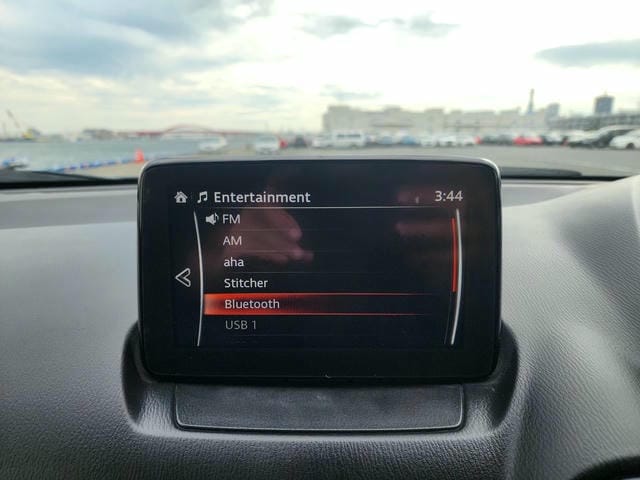 Entertainment 3:44
FM
AM
aha
Stitcher
Bluetooth
USB 1